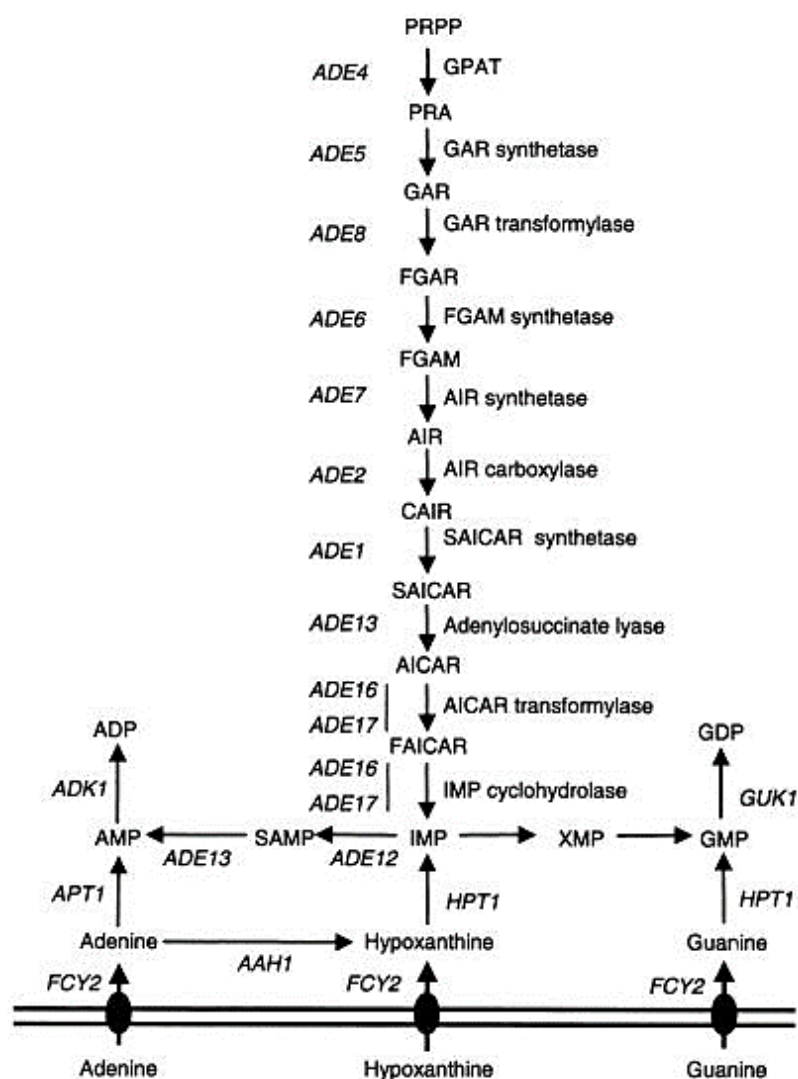 PRPP
ADE4 GPAT
PRA
ADE5 GAR synthetase
GAR
ADE8 GAR transformylase
FGAR
ADE6 FGAM synthetase
FGAM
ADE7 AIR synthetase
AIR
ADE2 AIR carboxylase
CAIR
ADE1 SAICAR synthetase
SAICAR
ADE13 Adenylosuccinate lyase
AICAR
ADE16
AICAR transformylase
ADE17
ADP FAICAR GDP
ADE16
ADK1 IMP cyclohydrolase GUK1
ADE17
AMP SAMP IMP XMP GMP
ADE13 ADE12
APT1 HPT1 HPT1
Adenine Hypoxanthine Guanine
AAH1
FCY2 FCY2 FCY2
Adenine Hypoxanthine Guanine